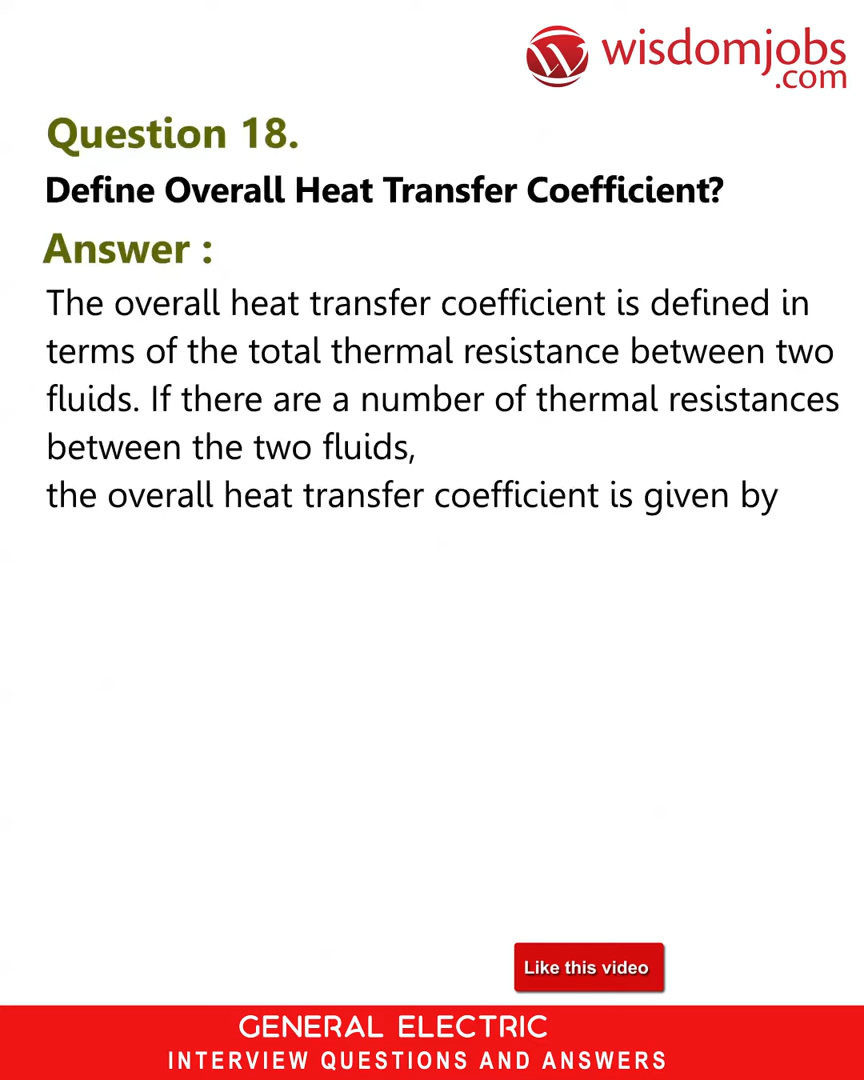 wisdomjobs
.com
Question 18.
Define Overall Heat Transfer Coefficient?
Answer :
The overall heat transfer coefficient is defined in
terms of the total thermal resistance between two
fluids. If there are a number of thermal resistances
between the two fluids,
the overall heat transfer coefficient is given by
Like this video
GENERAL ELECTRIC
INTERVIEW QUESTIONS AND ANSWERS